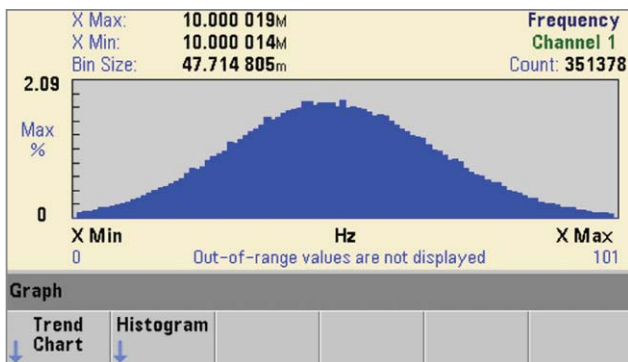 X Max: 10.000 019M Frequency
X Min: 10.000 014M Channel 1
Bin Size: 47.714 805m Count: 351378
2.09
Max
%
0
X Min Hz X Max
0 Out-of-range values are not displayed 101
Graph
Trend Histogram
Chart